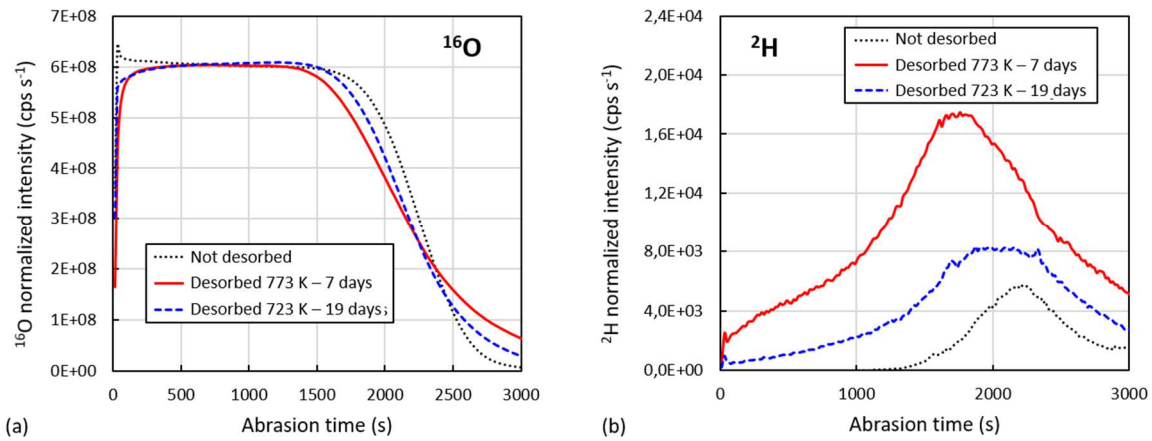 7E+08
6E+08
5E+08
4E+08
3E+08
2E+08
1E+08
0E+00
¹⁶O normalized intensity (cps s⁻¹)
¹⁶O
Not desorbed
Desorbed 773 K – 7 days
Desorbed 723 K – 19 days
0 500 1000 1500 2000 2500 3000
Abrasion time (s)
(a)
2,4E+04
2,0E+04
1,6E+04
1,2E+04
8,0E+03
4,0E+03
0,0E+00
²H normalized intensity (cps s⁻¹)
²H
Not desorbed
Desorbed 773 K – 7 days
Desorbed 723 K – 19 days
0 1000 2000 3000
Abrasion time (s)
(b)